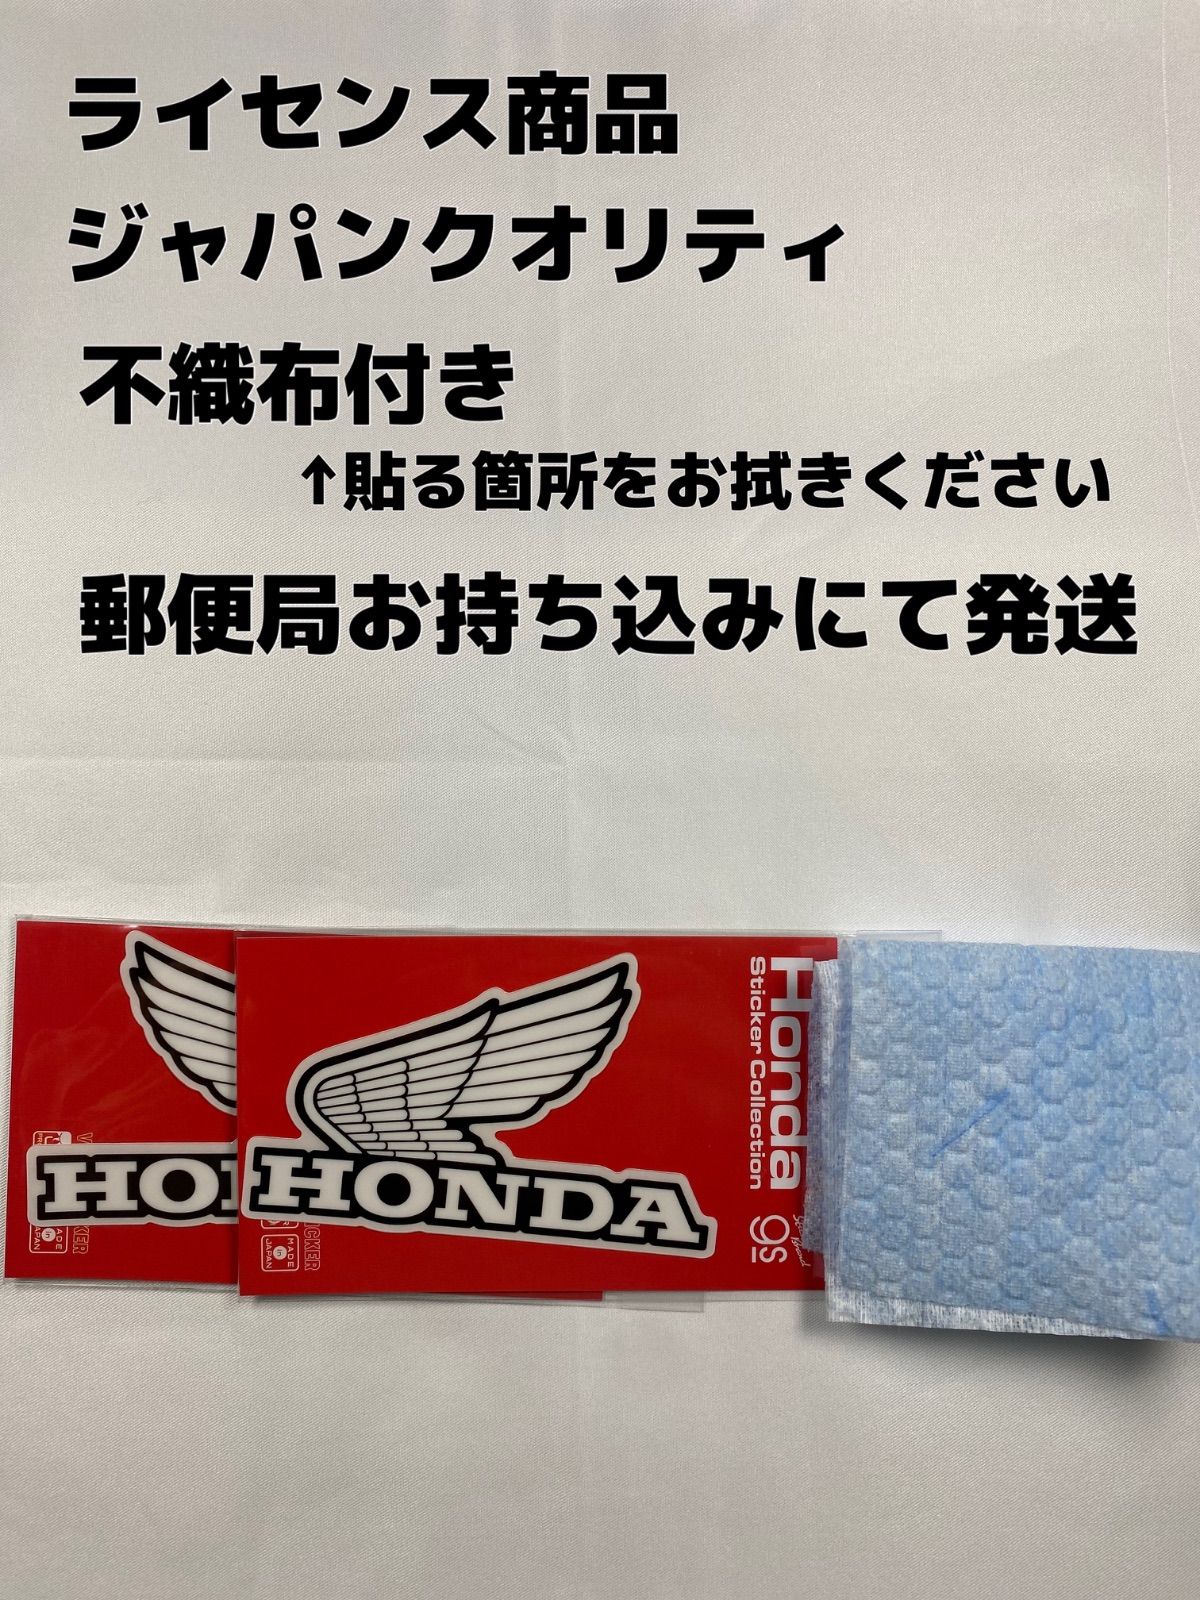 ライセンス商品
ジャパンクオリティ
不織布付き
↑貼る箇所をお拭きください
郵便局お持ち込みにて発送
HO
HONDA
Honda
Sticker Collection
gs
MADE
in
JAPAN